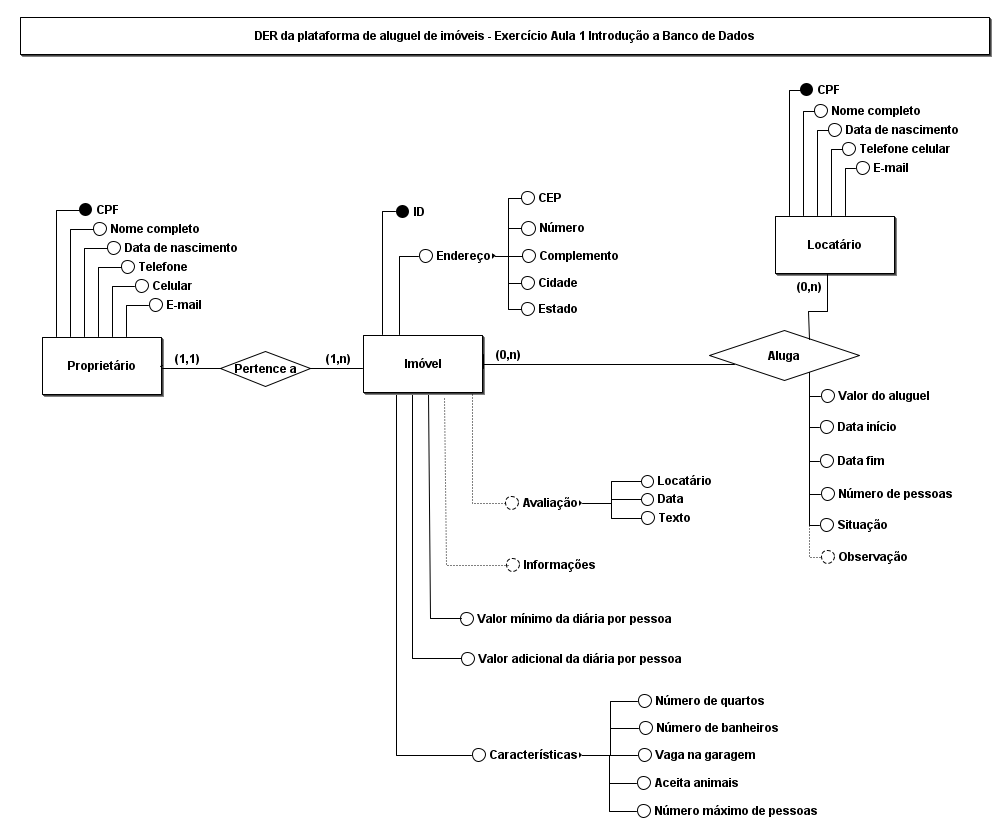 DER da plataforma de aluguel de imóveis - Exercício Aula 1 Introdução a Banco de Dados
CPF
Nome completo
Data de nascimento
Telefone celular
E-mail
Locatário
(0,n)
CPF
Nome completo
Data de nascimento
Telefone
Celular
E-mail
Proprietário
(1,1)
Pertence a
(1,n)
ID
Endereço
CEP
Número
Complemento
Cidade
Estado
Imóvel
(0,n)
Aluga
Valor do aluguel
Data início
Data fim
Número de pessoas
Situação
Observação
Avaliação
Locatário
Data
Texto
Informações
Valor mínimo da diária por pessoa
Valor adicional da diária por pessoa
Características
Número de quartos
Número de banheiros
Vaga na garagem
Aceita animais
Número máximo de pessoas